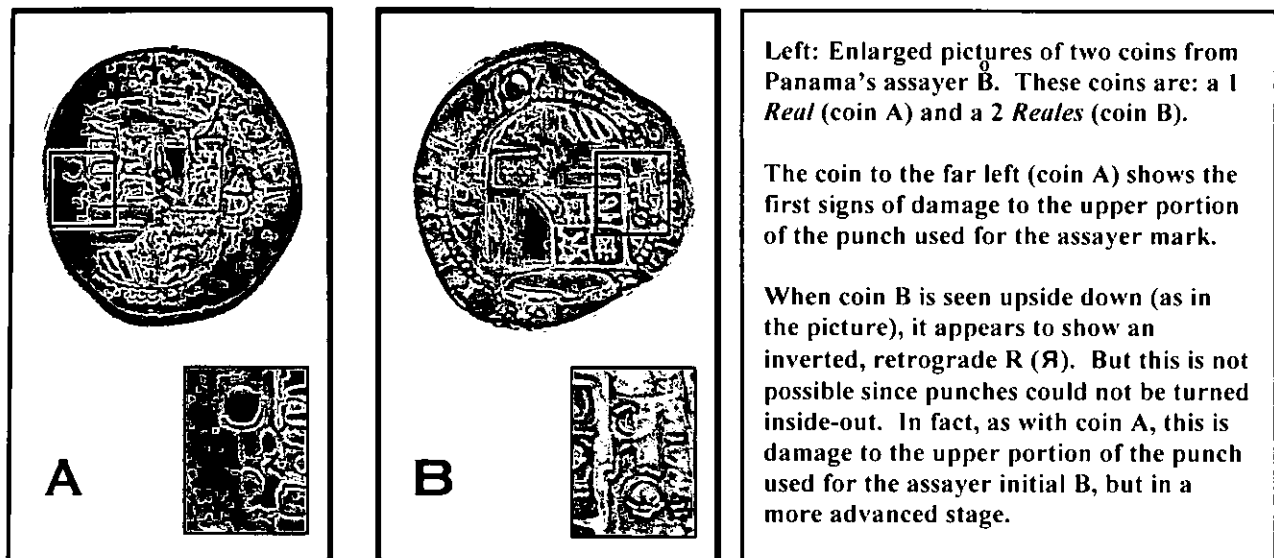 A
B
Left: Enlarged pictures of two coins from
Panama's assayer B̊. These coins are: a 1
Real (coin A) and a 2 Reales (coin B).
The coin to the far left (coin A) shows the
first signs of damage to the upper portion
of the punch used for the assayer mark.
When coin B is seen upside down (as in
the picture), it appears to show an
inverted, retrograde R (Я). But this is not
possible since punches could not be turned
inside-out. In fact, as with coin A, this is
damage to the upper portion of the punch
used for the assayer initial B, but in a
more advanced stage.